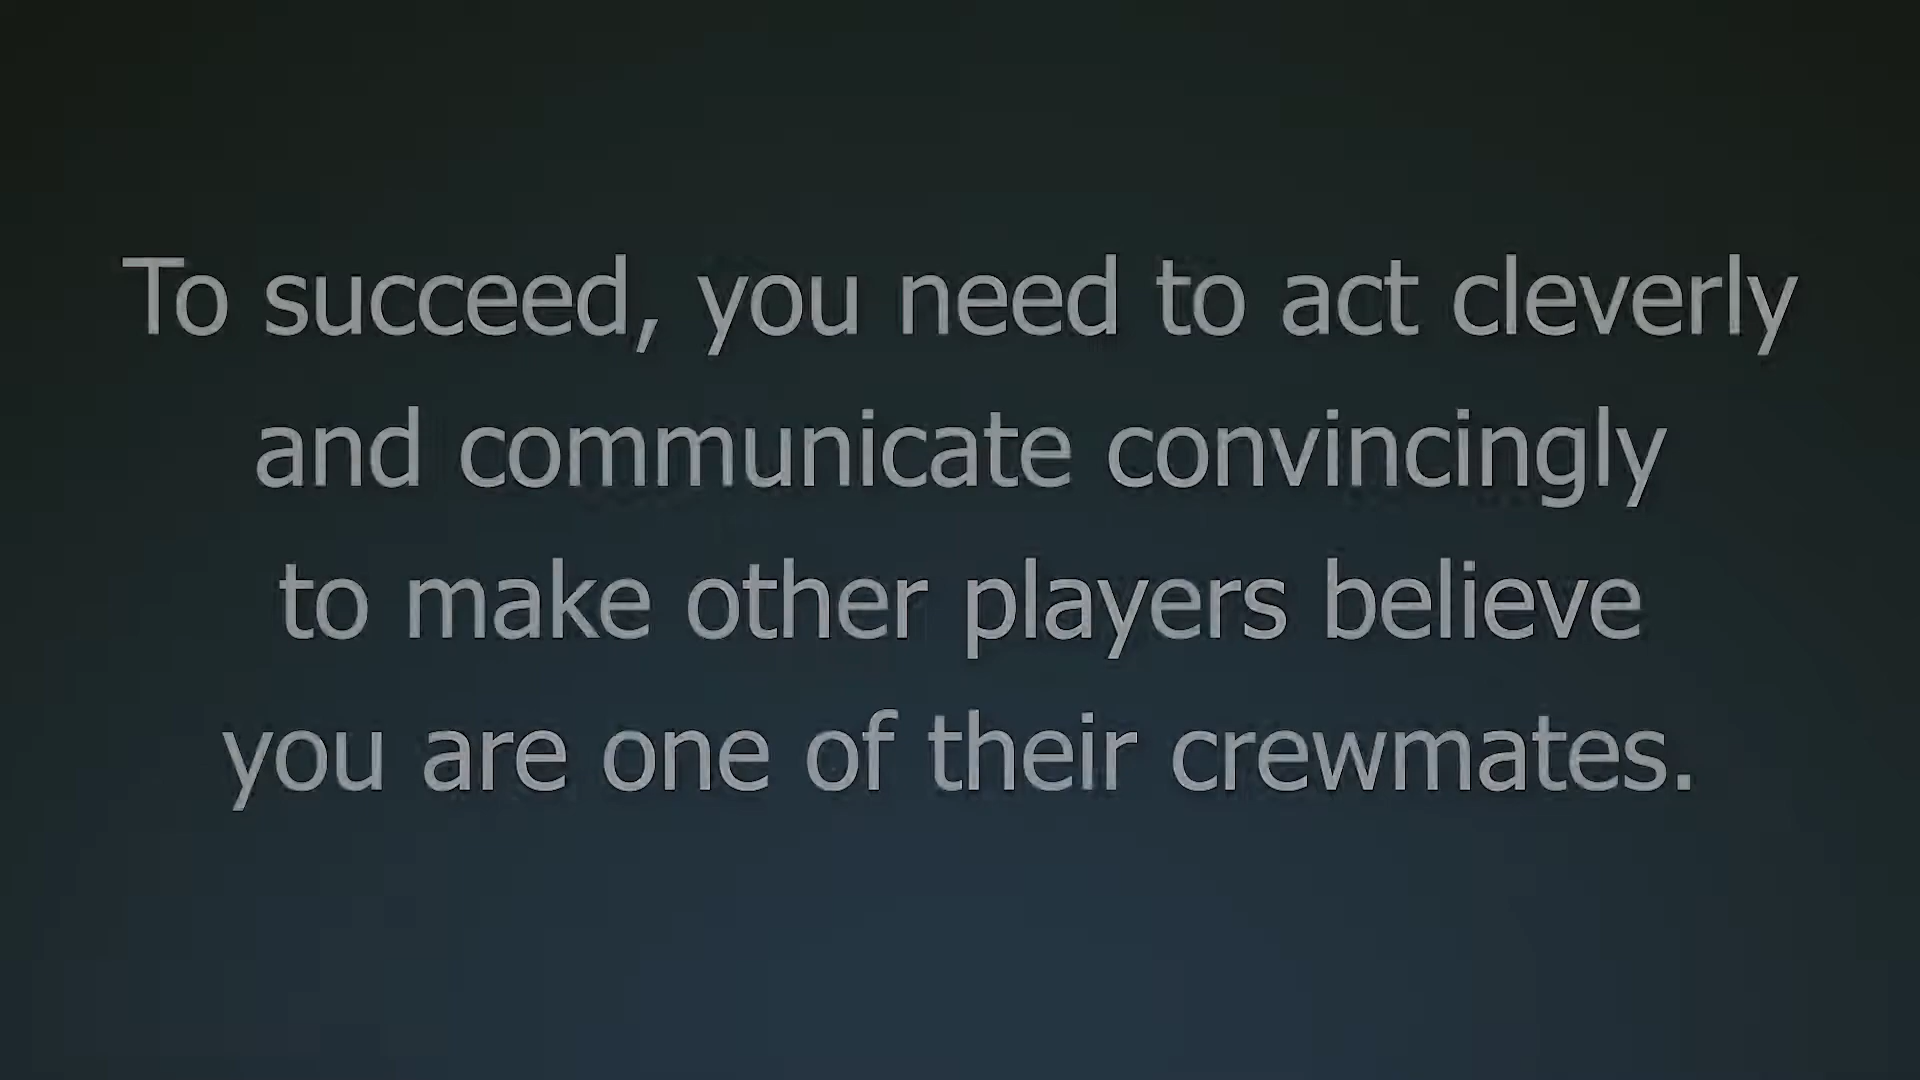 To succeed, you need to act cleverly
and communicate convincingly
to make other players believe
you are one of their crewmates.